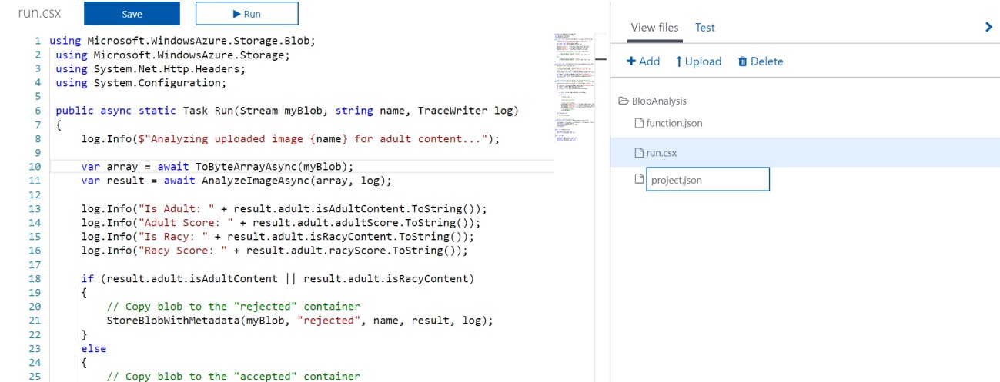 run.csx Save Run
1 using Microsoft.WindowsAzure.Storage.Blob;
2 using Microsoft.WindowsAzure.Storage;
3 using System.Net.Http.Headers;
4 using System.Configuration;
5
6 public async static Task Run(Stream myBlob, string name, TraceWriter log)
7 {
8 log.Info($"Analyzing uploaded image {name} for adult content...");
9
10 var array = await ToByteArrayAsync(myBlob);
11 var result = await AnalyzeImageAsync(array, log);
12
13 log.Info("Is Adult: " + result.adult.isAdultContent.ToString());
14 log.Info("Adult Score: " + result.adult.adultScore.ToString());
15 log.Info("Is Racy: " + result.adult.isRacyContent.ToString());
16 log.Info("Racy Score: " + result.adult.racyScore.ToString());
17
18 if (result.adult.isAdultContent || result.adult.isRacyContent)
19 {
20 // Copy blob to the "rejected" container
21 StoreBlobWithMetadata(myBlob, "rejected", name, result, log);
22 }
23 else
24 {
25 // Copy blob to the "accepted" container
View files Test
Add Upload Delete
BlobAnalysis
function.json
run.csx
project.json